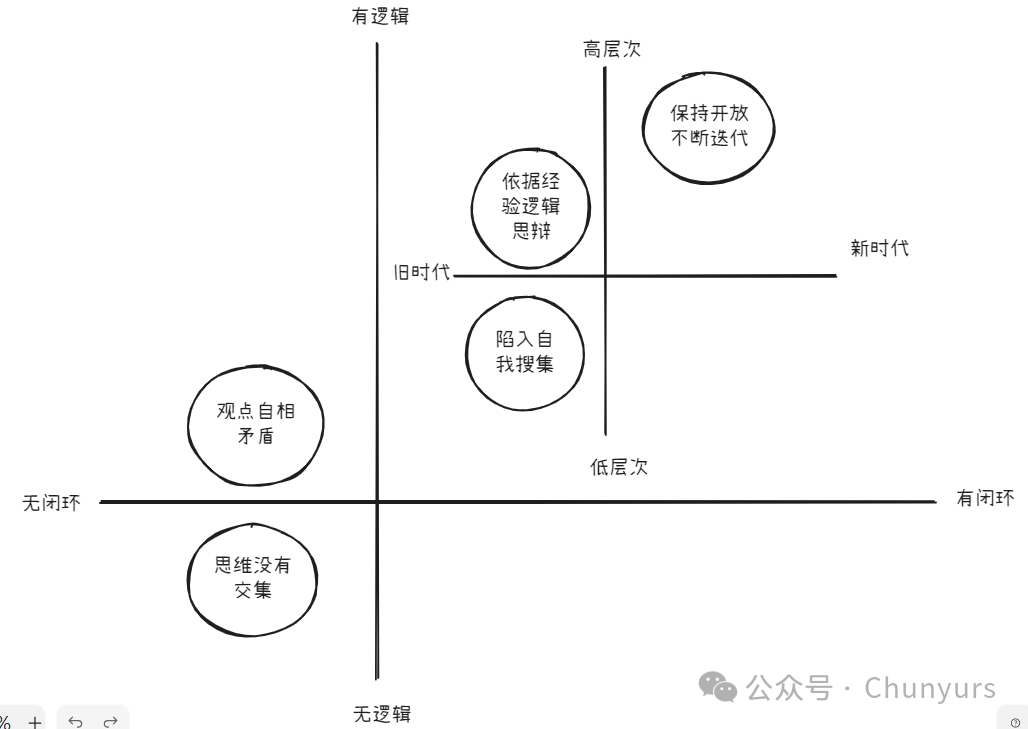 有逻辑
高层次
保持开放
不断迭代
依据经
验逻辑
思辩
新时代
旧时代
陷入自
我搜集
观点自相
矛盾
低层次
无闭环
有闭环
思维没有
交集
公众号 · Chunyurs
无逻辑
%